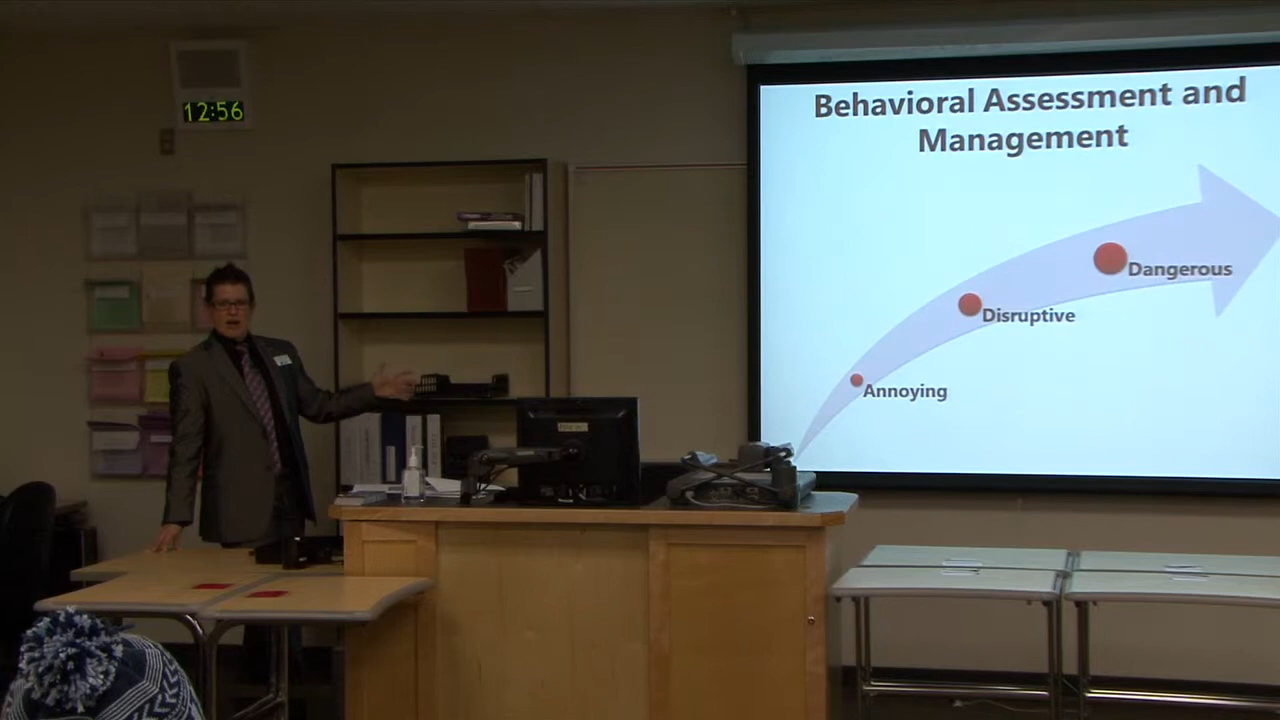 12:56
Behavioral Assessment and
Management
Dangerous
Disruptive
Annoying